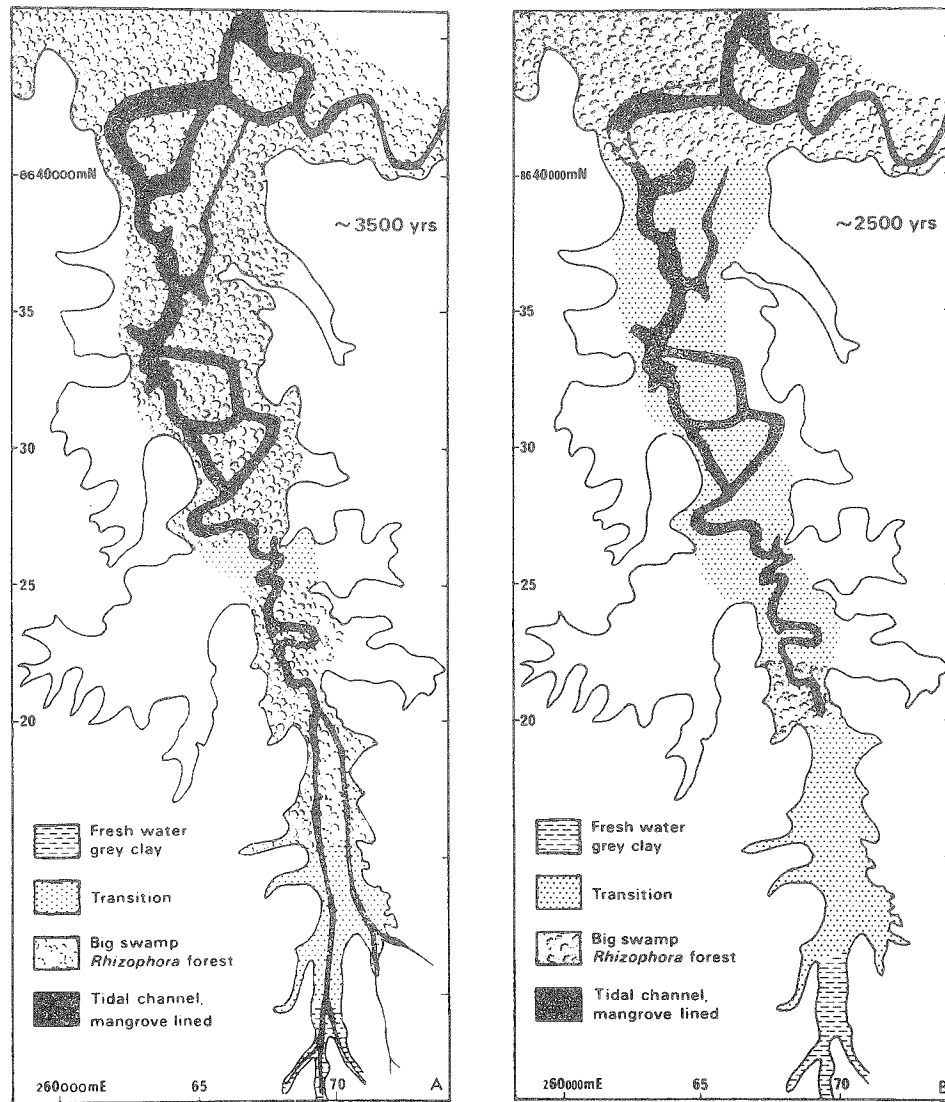 8640000mN
~3500 yrs
35
30
25
20
Fresh water
grey clay
Transition
Big swamp
Rhizophora forest
Tidal channel,
mangrove lined
260000mE
65
70
A
8640000mN
~2500 yrs
35
30
25
20
Fresh water
grey clay
Transition
Big swamp
Rhizophora forest
Tidal channel,
mangrove lined
260000mE
65
70
B